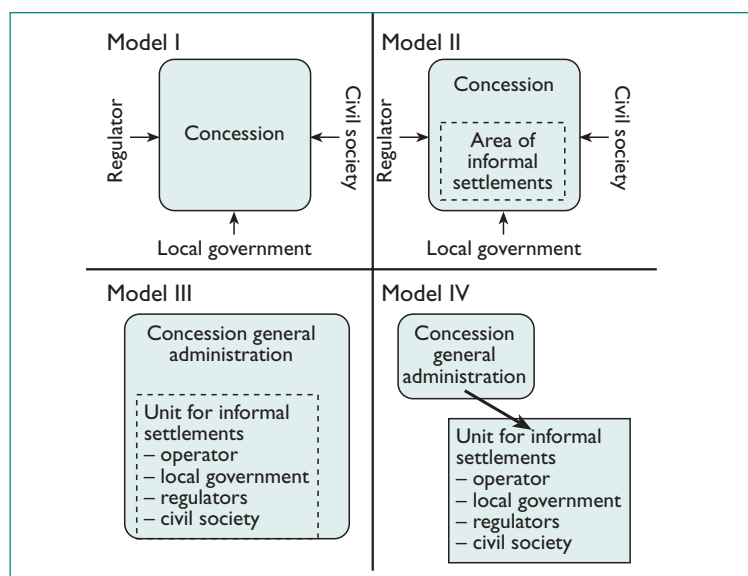 Model I
Regulator
Concession
Civil society
Local government
Model II
Regulator
Concession
Area of
informal
settlements
Civil society
Local government
Model III
Concession general
administration
Unit for informal
settlements
– operator
– local government
– regulators
– civil society
Model IV
Concession
general
administration
Unit for informal
settlements
– operator
– local government
– regulators
– civil society